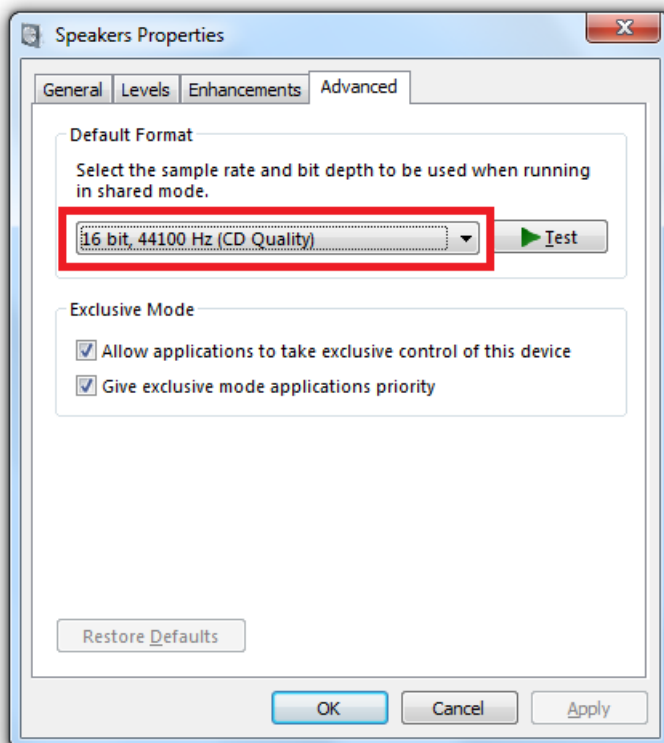 Speakers Properties
General Levels Enhancements Advanced
Default Format
Select the sample rate and bit depth to be used when running
in shared mode.
16 bit, 44100 Hz (CD Quality)
Test
Exclusive Mode
Allow applications to take exclusive control of this device
Give exclusive mode applications priority
Restore Defaults
OK Cancel Apply